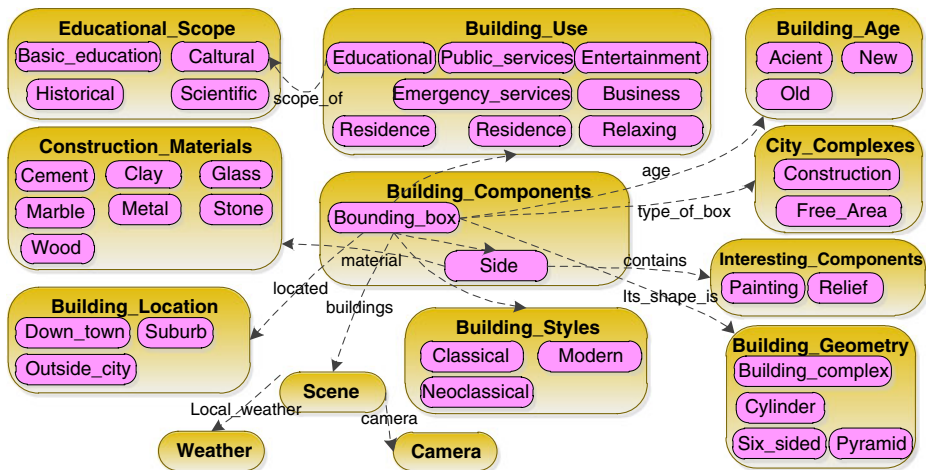 Educational_Scope
Basic_education
Caltural
Historical
Scientific
scope_of
Building_Use
Educational
Public_services
Entertainment
Emergency_services
Business
Residence
Residence
Relaxing
Building_Age
Acient
New
Old
Construction_Materials
Cement
Clay
Glass
Marble
Metal
Stone
Wood
Building_Components
Bounding_box
Side
age
type_of_box
City_Complexes
Construction
Free_Area
material
contains
Interesting_Components
Painting
Relief
located
buildings
Its_shape_is
Building_Location
Down_town
Suburb
Outside_city
Building_Styles
Classical
Modern
Neoclassical
Building_Geometry
Building_complex
Cylinder
Six_sided
Pyramid
Scene
Local_weather
camera
Weather
Camera